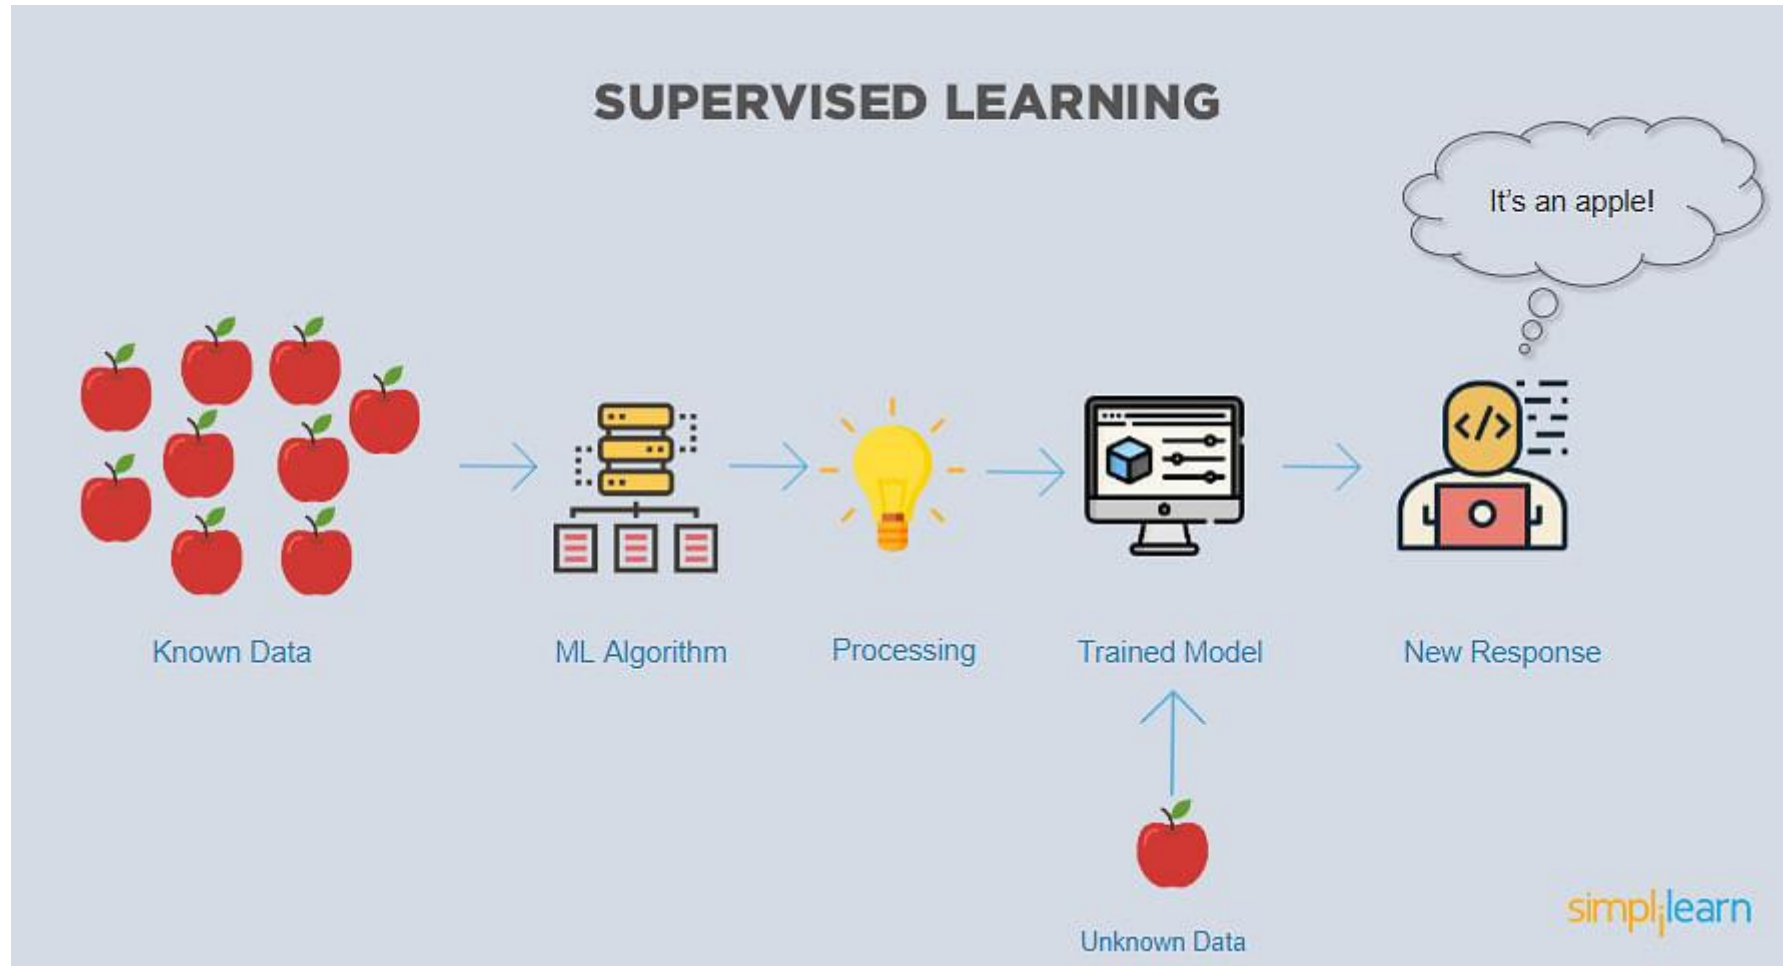 SUPERVISED LEARNING
It's an apple!
</>
Known Data
ML Algorithm
Processing
Trained Model
New Response
Unknown Data
simplilearn